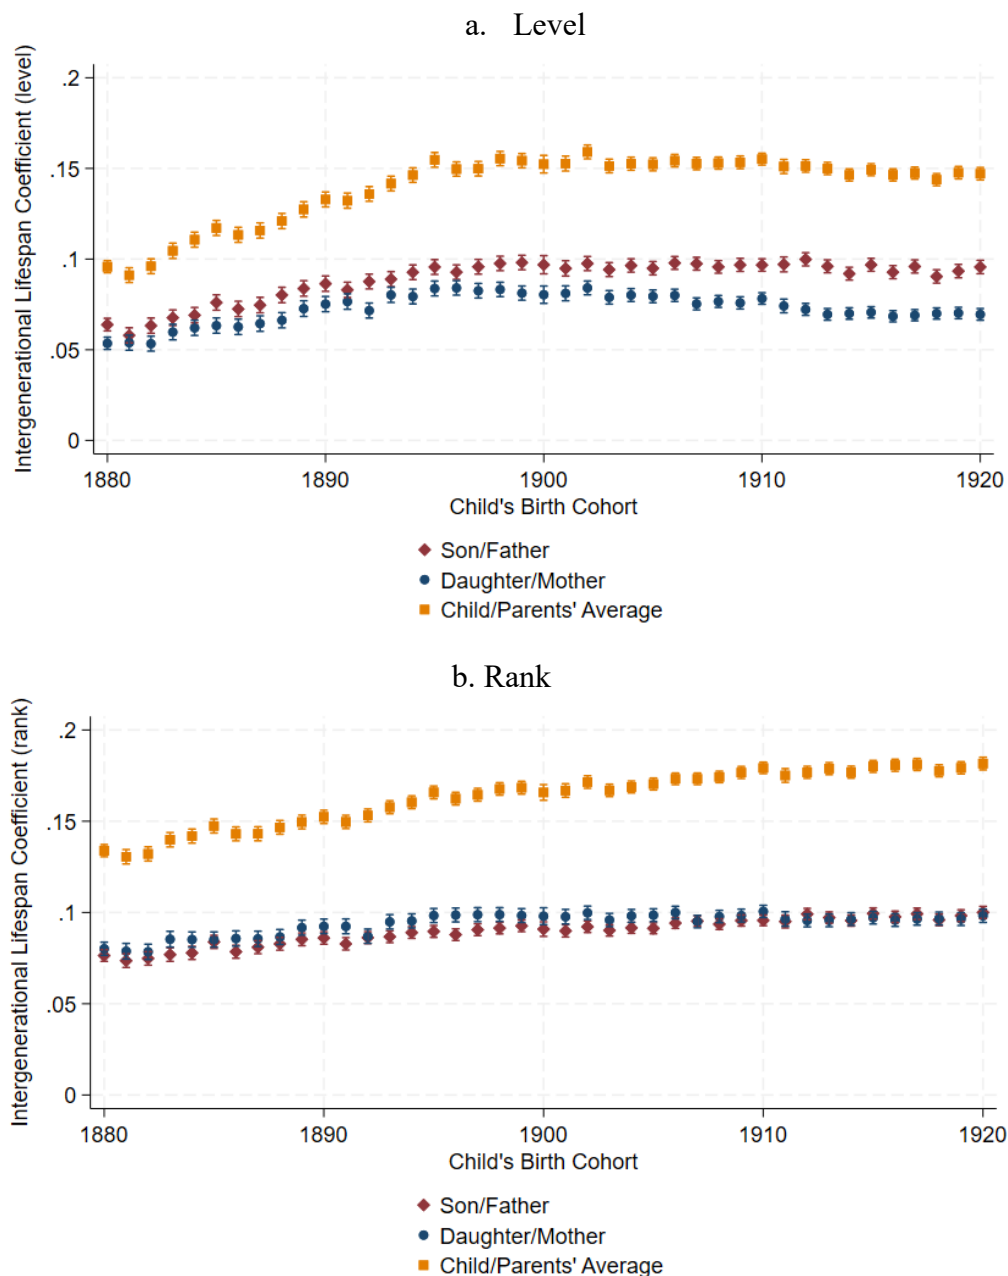 a. Level
Intergenerational Lifespan Coefficient (level)
.2
.15
.1
.05
0
1880 1890 1900 1910 1920
Child's Birth Cohort
Son/Father
Daughter/Mother
Child/Parents' Average
b. Rank
Intergenerational Lifespan Coefficient (rank)
.2
.15
.1
.05
0
1880 1890 1900 1910 1920
Child's Birth Cohort
Son/Father
Daughter/Mother
Child/Parents' Average